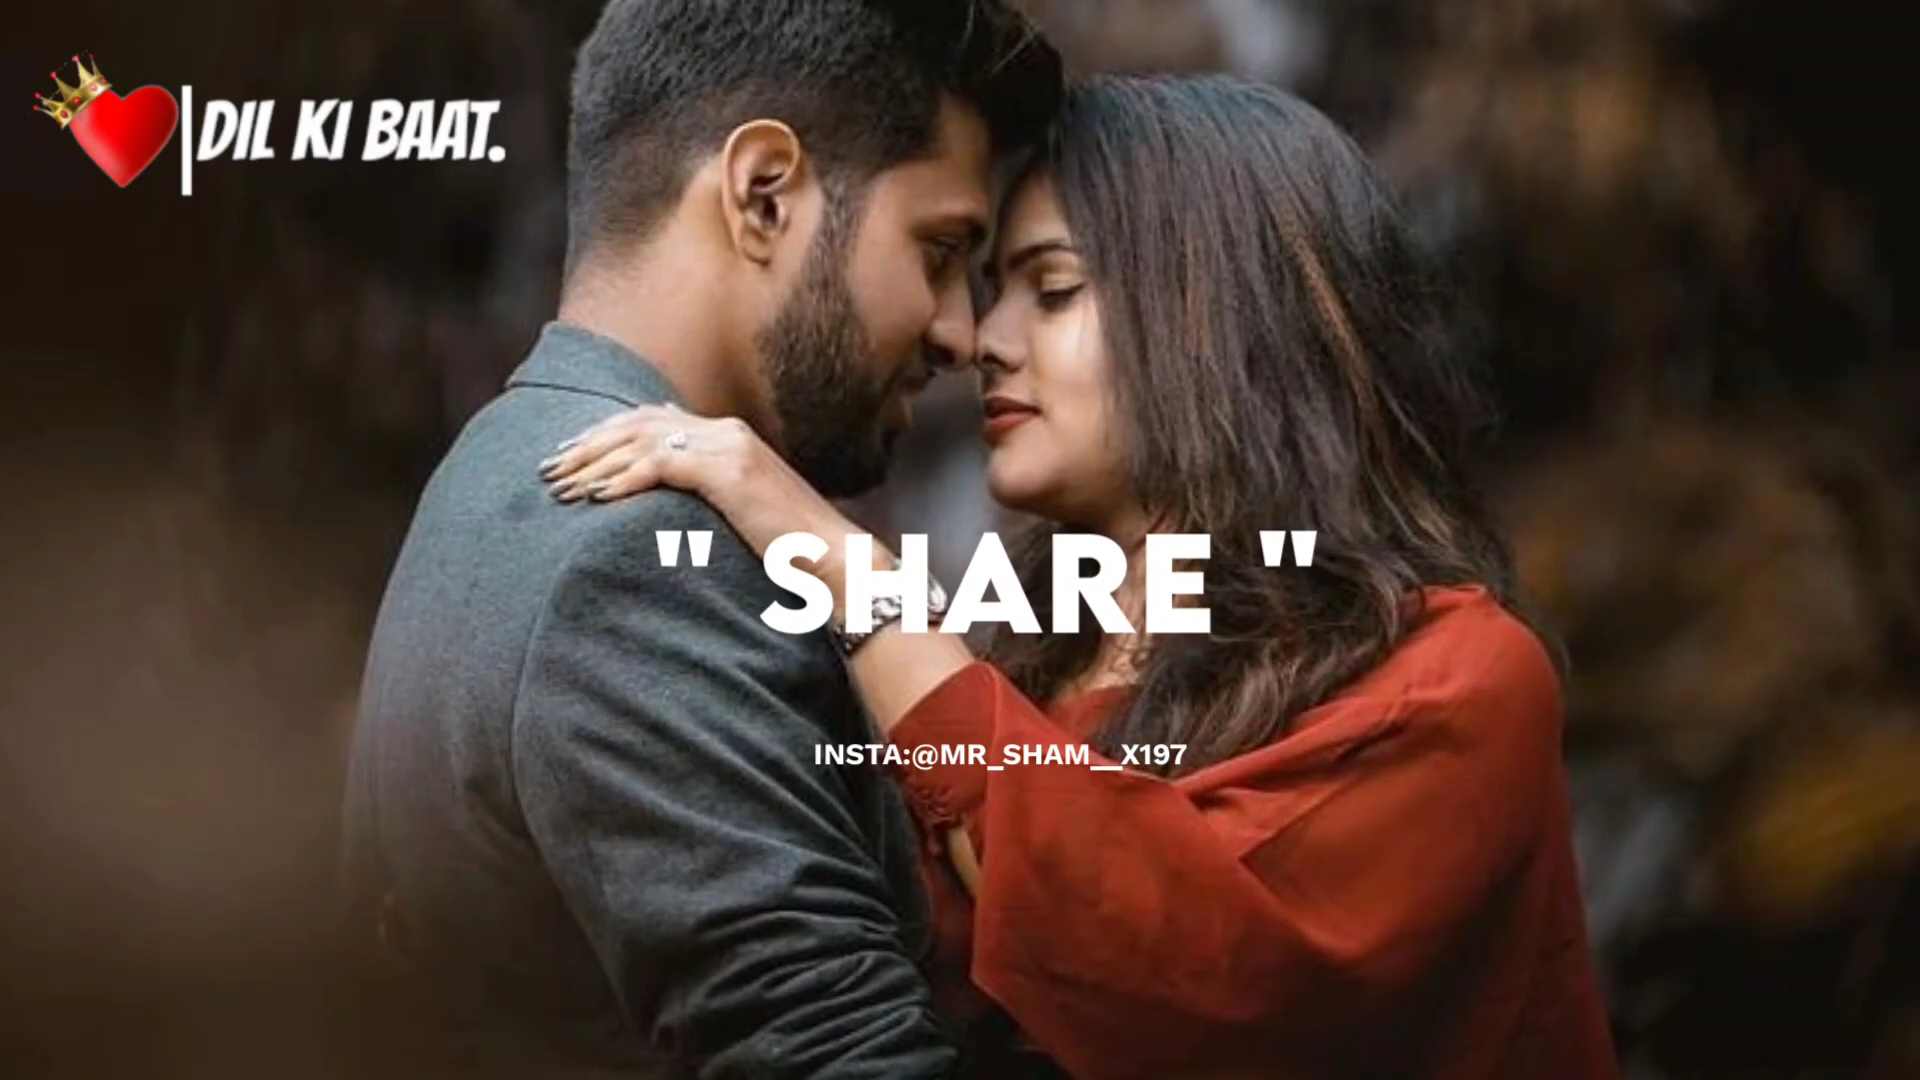 DIL KI BAAT.
" SHARE "
INSTA:@MR_SHAM__X197